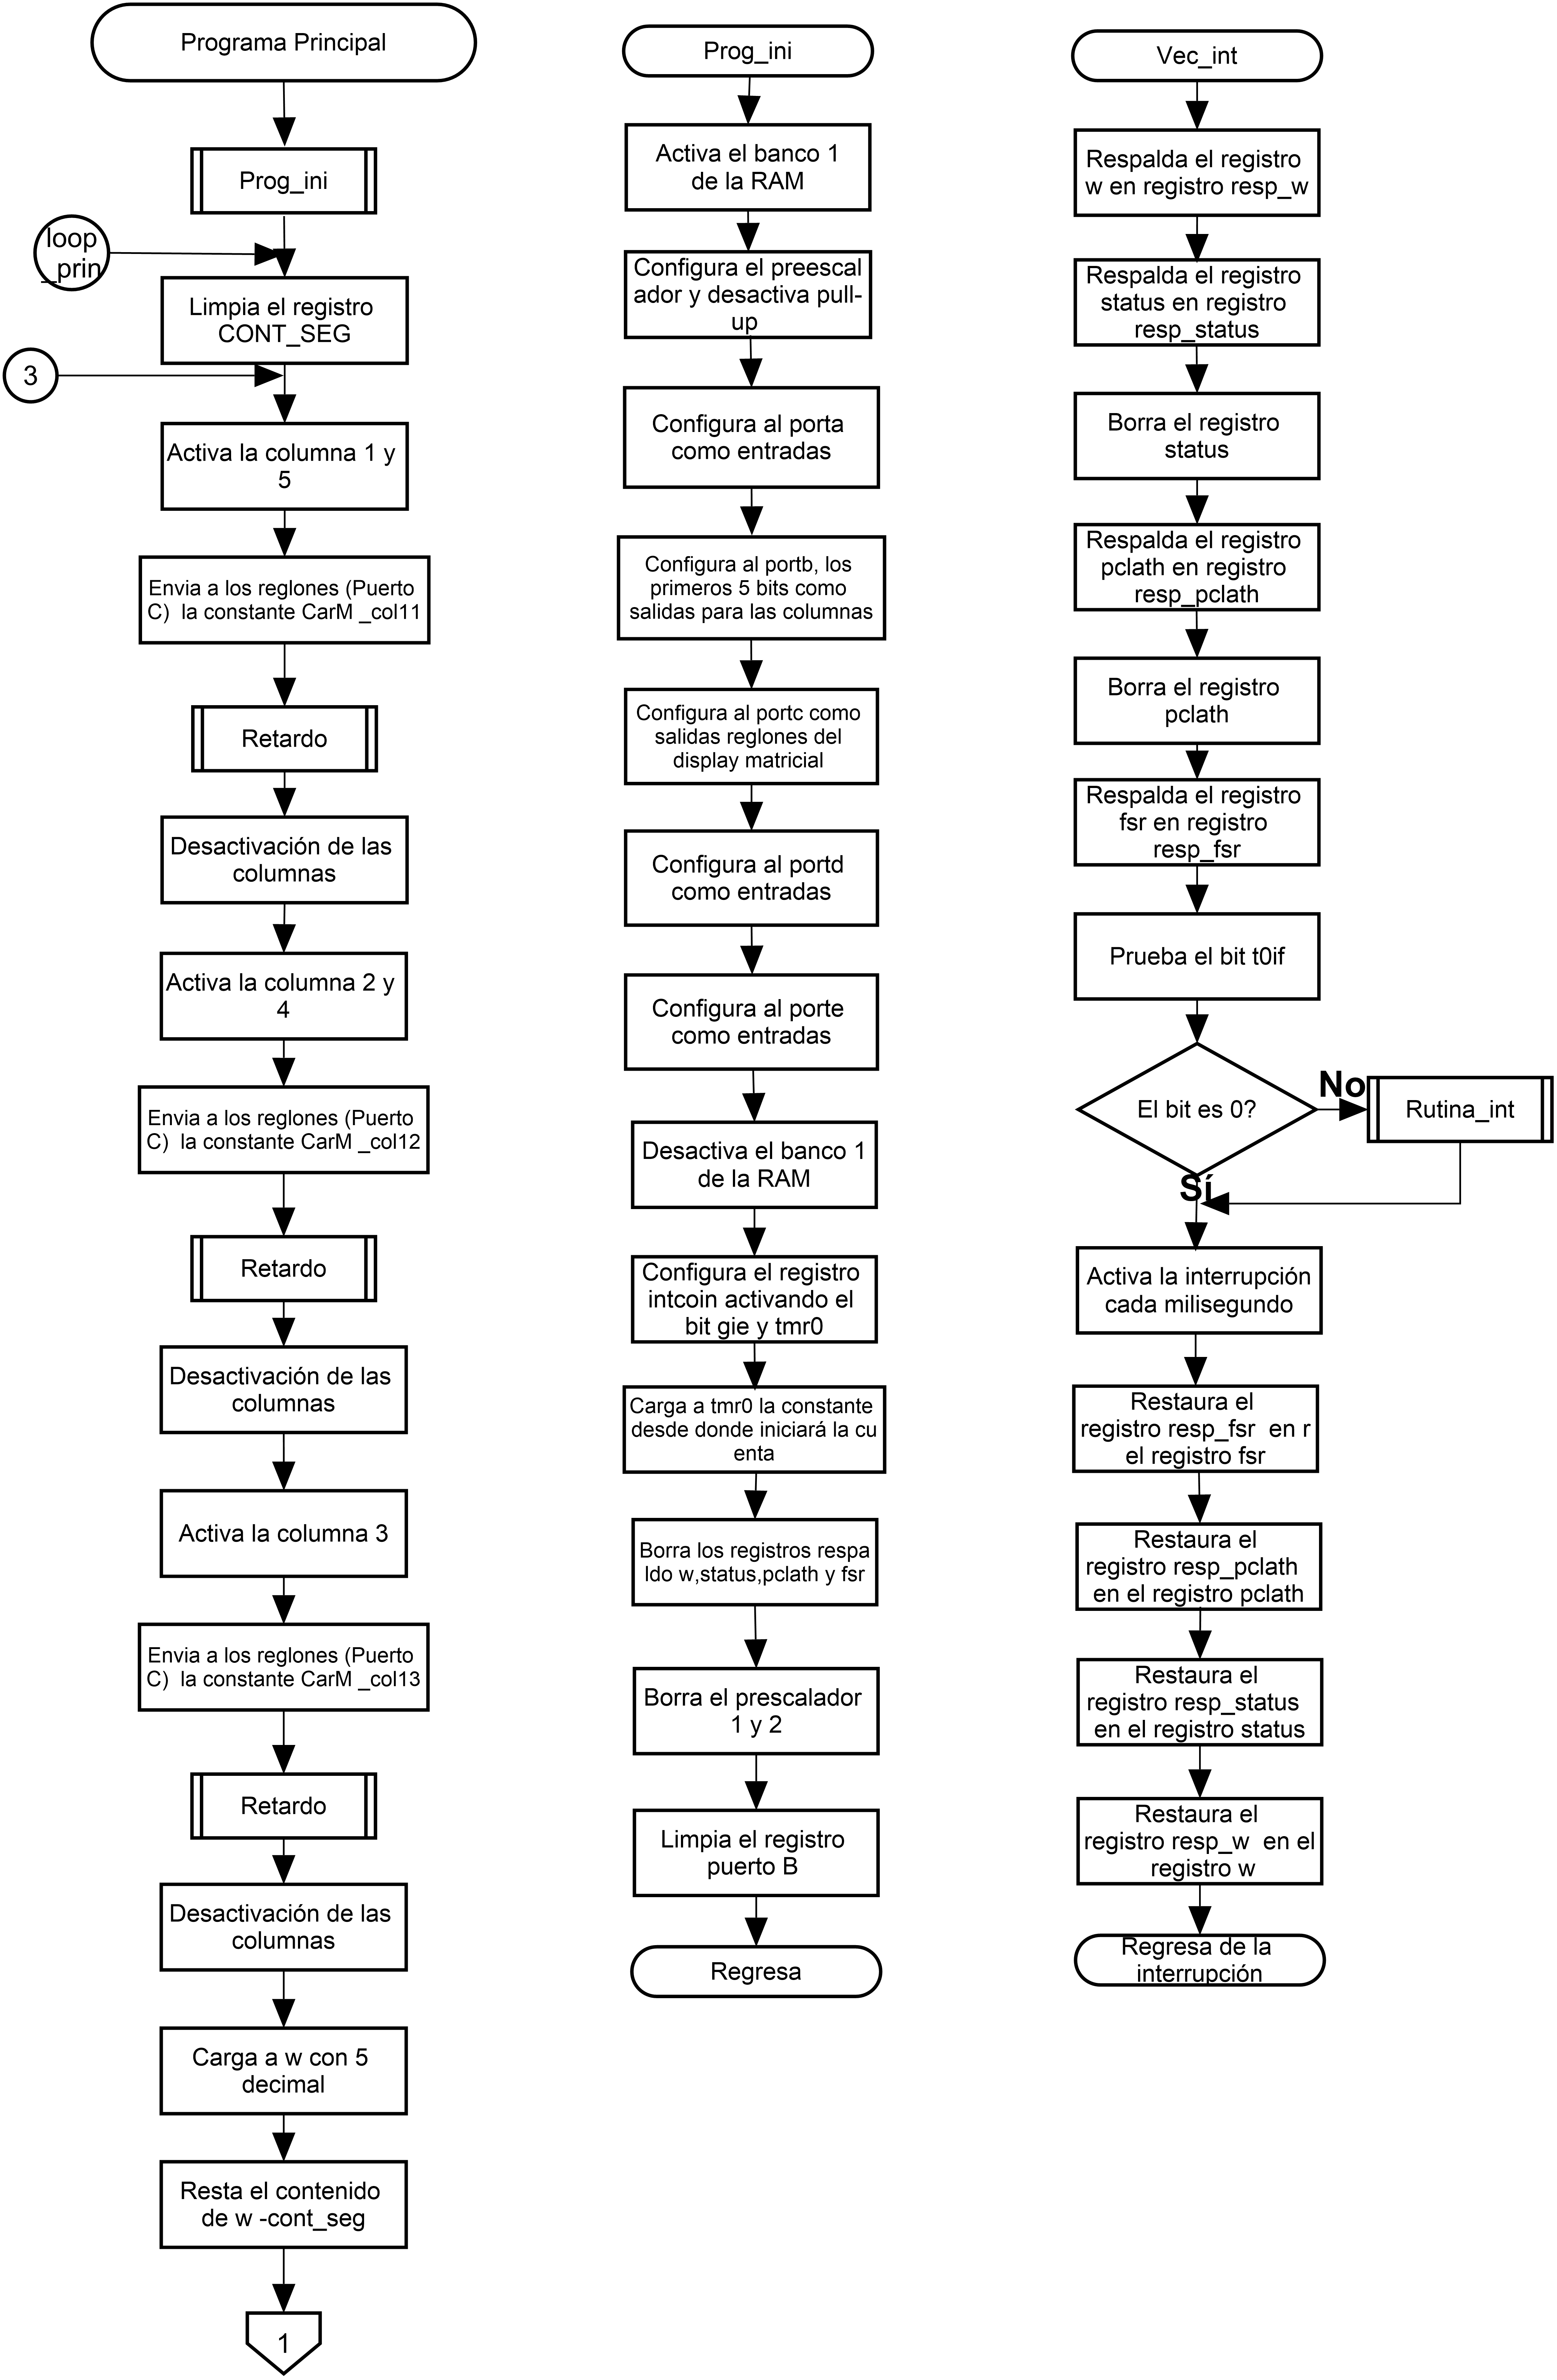 Programa Principal
Prog_ini
loop
_prin
Limpia el registro
CONT_SEG
3
Activa la columna 1 y
5
Envia a los reglones (Puerto
C)  la constante CarM _col11
Retardo
Desactivación de las
columnas
Activa la columna 2 y
4
Envia a los reglones (Puerto
C)  la constante CarM _col12
Retardo
Desactivación de las
columnas
Activa la columna 3
Envia a los reglones (Puerto
C)  la constante CarM _col13
Retardo
Desactivación de las
columnas
Carga a w con 5
decimal
Resta el contenido
de w -cont_seg
1
Prog_ini
Activa el banco 1
de la RAM
Configura el preescal
ador y desactiva pull-
up
Configura al porta
como entradas
Configura al portb, los
primeros 5 bits como
salidas para las columnas
Configura al portc como
salidas reglones del
display matricial
Configura al portd
como entradas
Configura al porte
como entradas
Desactiva el banco 1
de la RAM
Configura el registro
intcoin activando el
bit gie y tmr0
Carga a tmr0 la constante
desde donde iniciará la cu
enta
Borra los registros respa
ldo w,status,pclath y fsr
Borra el prescalador
1 y 2
Limpia el registro
puerto B
Regresa
Vec_int
Respalda el registro
w en registro resp_w
Respalda el registro
status en registro
resp_status
Borra el registro
status
Respalda el registro
pclath en registro
resp_pclath
Borra el registro
pclath
Respalda el registro
fsr en registro
resp_fsr
Prueba el bit t0if
El bit es 0?
No
Rutina_int
Sí
Activa la interrupción
cada milisegundo
Restaura el
registro resp_fsr  en r
el registro fsr
Restaura el
registro resp_pclath
en el registro pclath
Restaura el
registro resp_status
en el registro status
Restaura el
registro resp_w  en el
registro w
Regresa de la
interrupción